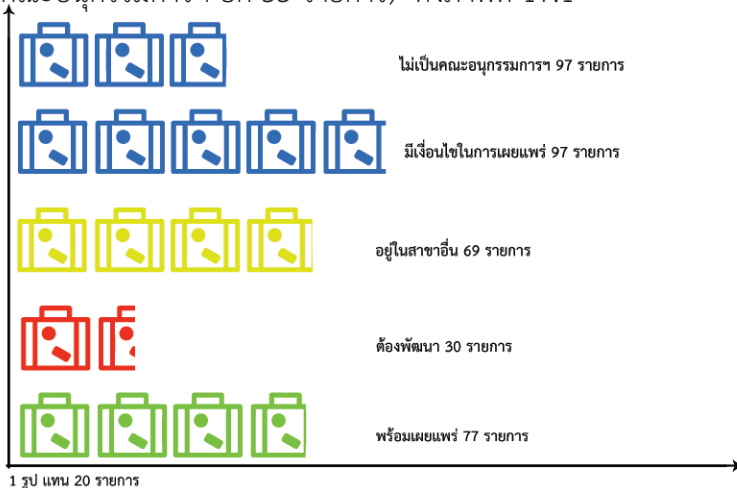 ไม่เป็นคณะอนุกรรมการฯ 97 รายการ
มีเงื่อนไขในการเผยแพร่ 97 รายการ
อยู่ในสาขาอื่น 69 รายการ
ต้องพัฒนา 30 รายการ
พร้อมเผยแพร่ 77 รายการ
1 รูป แทน 20 รายการ